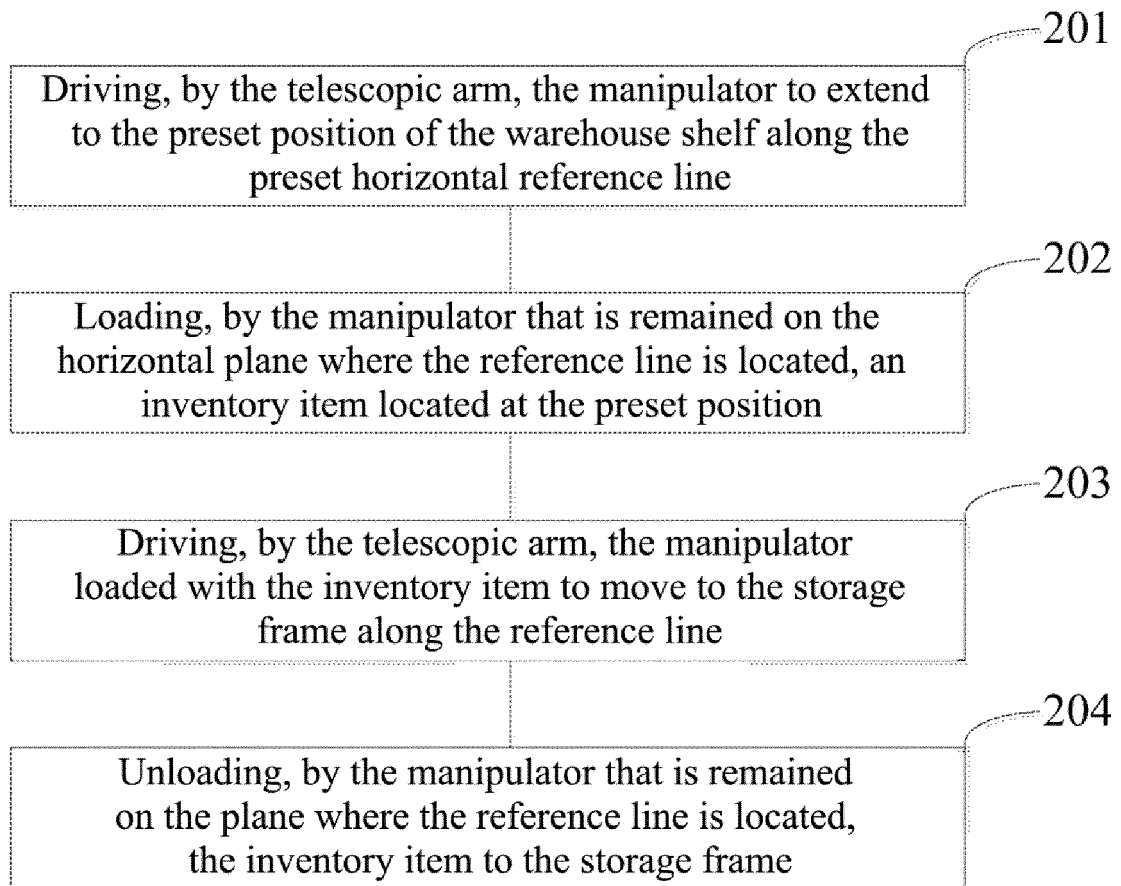 201
Driving, by the telescopic arm, the manipulator to extend
to the preset position of the warehouse shelf along the
preset horizontal reference line
202
Loading, by the manipulator that is remained on the
horizontal plane where the reference line is located, an
inventory item located at the preset position
203
Driving, by the telescopic arm, the manipulator
loaded with the inventory item to move to the storage
frame along the reference line
204
Unloading, by the manipulator that is remained
on the plane where the reference line is located,
the inventory item to the storage frame